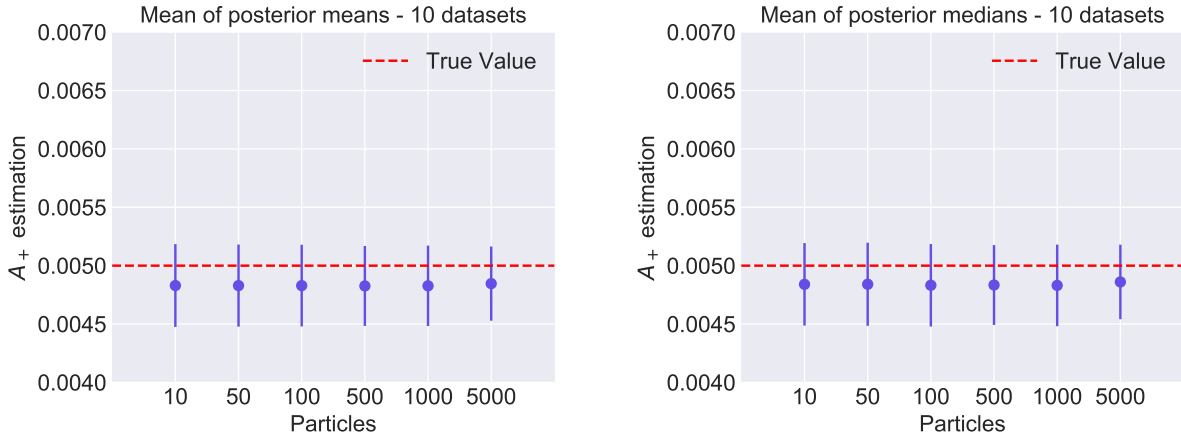 Mean of posterior means - 10 datasets
True Value
0.0070
0.0065
0.0060
0.0055
0.0050
0.0045
0.0040
A+ estimation
10 50 100 500 1000 5000
Particles
Mean of posterior medians - 10 datasets
True Value
0.0070
0.0065
0.0060
0.0055
0.0050
0.0045
0.0040
A+ estimation
10 50 100 500 1000 5000
Particles